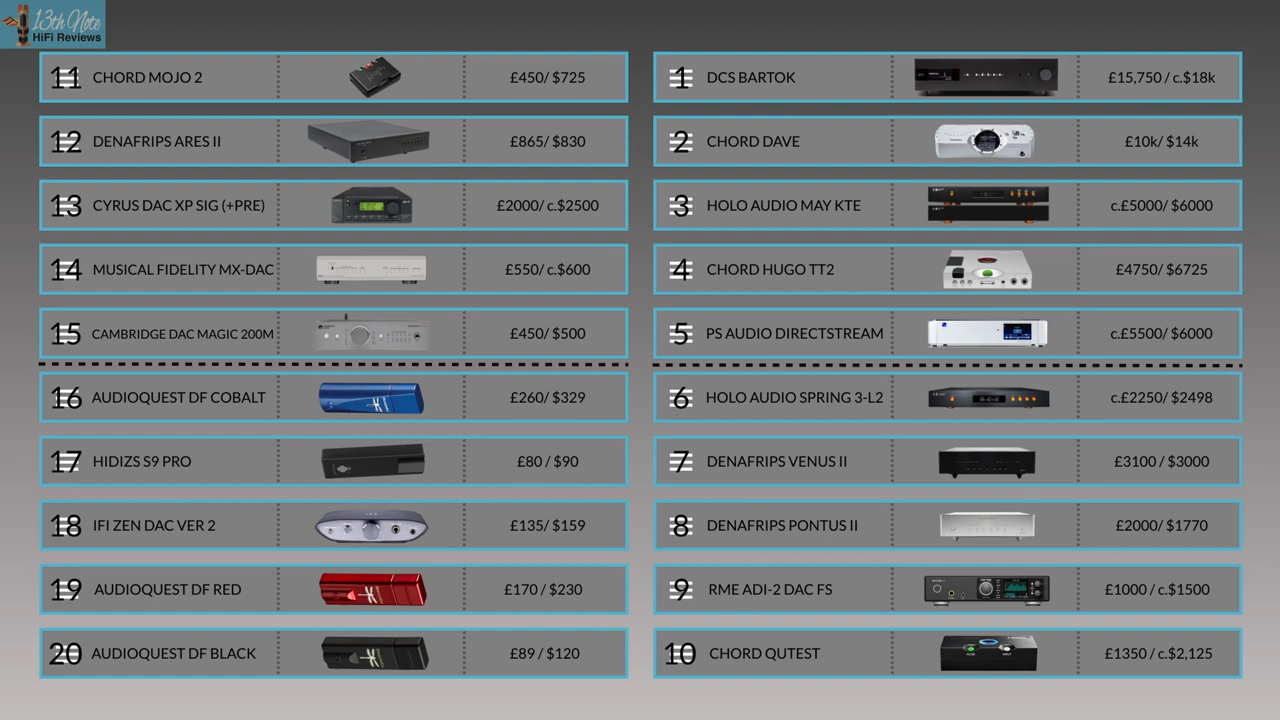 13th Note
HiFi Reviews
11 CHORD MOJO 2 £450/ $725
12 DENAFRIPS ARES II £865/ $830
13 CYRUS DAC XP SIG (+PRE) £2000/ c.$2500
14 MUSICAL FIDELITY MX-DAC £550/ c.$600
15 CAMBRIDGE DAC MAGIC 200M £450/ $500
16 AUDIOQUEST DF COBALT £260/ $329
17 HIDIZS S9 PRO £80 / $90
18 IFI ZEN DAC VER 2 £135/ $159
19 AUDIOQUEST DF RED £170 / $230
20 AUDIOQUEST DF BLACK £89 / $120
1 DCS BARTOK £15,750 / c.$18k
2 CHORD DAVE £10k/ $14k
3 HOLO AUDIO MAY KTE c.£5000/ $6000
4 CHORD HUGO TT2 £4750/ $6725
5 PS AUDIO DIRECTSTREAM c.£5500/ $6000
6 HOLO AUDIO SPRING 3-L2 c.£2250/ $2498
7 DENAFRIPS VENUS II £3100 / $3000
8 DENAFRIPS PONTUS II £2000/ $1770
9 RME ADI-2 DAC FS £1000 / c.$1500
10 CHORD QUTEST £1350 / c.$2,125